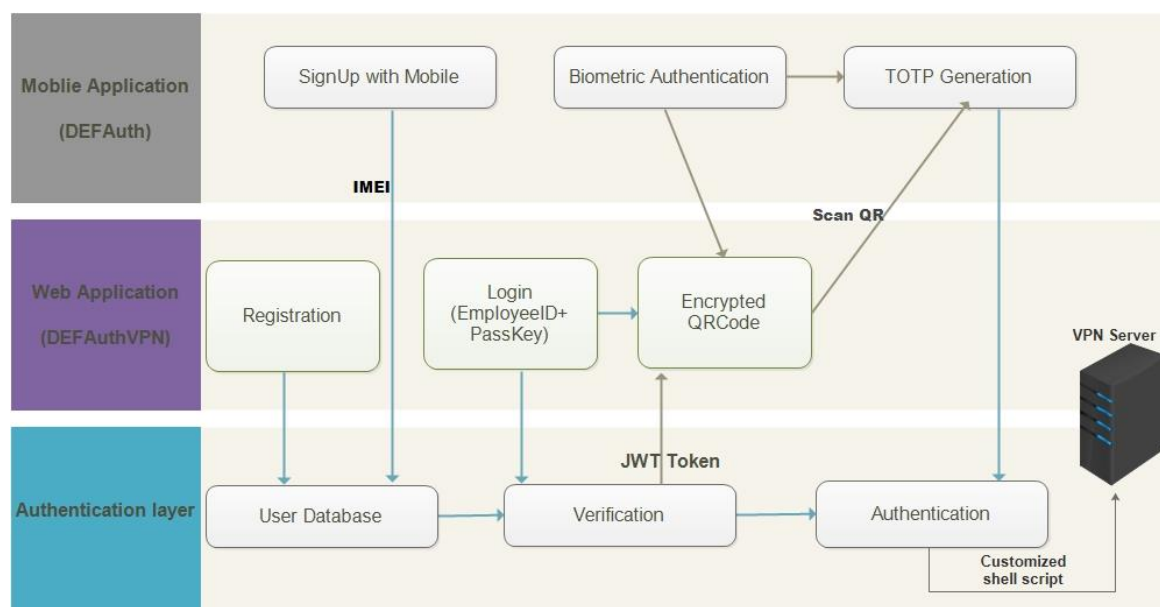 SignUp with Mobile
Biometric Authentication
TOTP Generation
Moblie Application
(DEFAuth)
IMEI
Scan QR
Registration
Login
(EmployeeID+
PassKey)
Encrypted
QRCode
Web Application
(DEFAuthVPN)
VPN Server
JWT Token
Authentication layer
User Database
Verification
Authentication
Customized
shell script